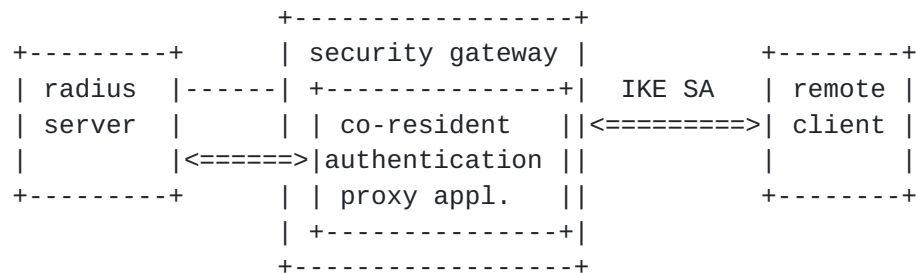 +------------------+
+---------+      | security gateway |           +--------+
| radius  |------| +---------------+|  IKE SA   | remote |
| server  |      | | co-resident   ||<=========>| client |
|         |<======>|authentication ||           |        |
+---------+      | | proxy appl.   ||           +--------+
                 | +---------------+|
                 +------------------+